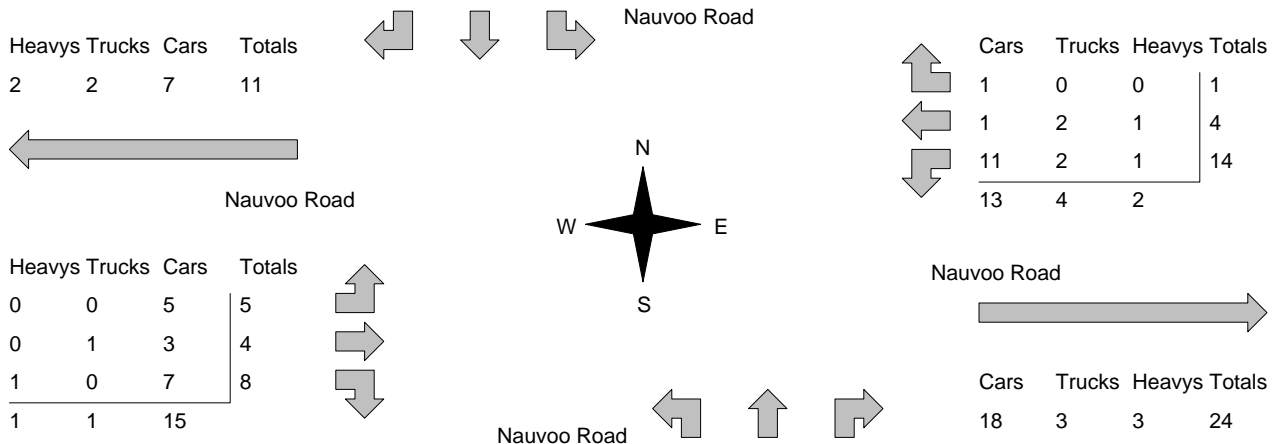 Nauvoo Road
Heavys Trucks Cars Totals
2 2 7 11
Cars Trucks Heavys Totals
1 0 0 1
1 2 1 4
11 2 1 14
13 4 2
N
W E
S
Nauvoo Road
Heavys Trucks Cars Totals
0 0 5 5
0 1 3 4
1 0 7 8
1 1 15
Nauvoo Road
Cars Trucks Heavys Totals
18 3 3 24
Nauvoo Road